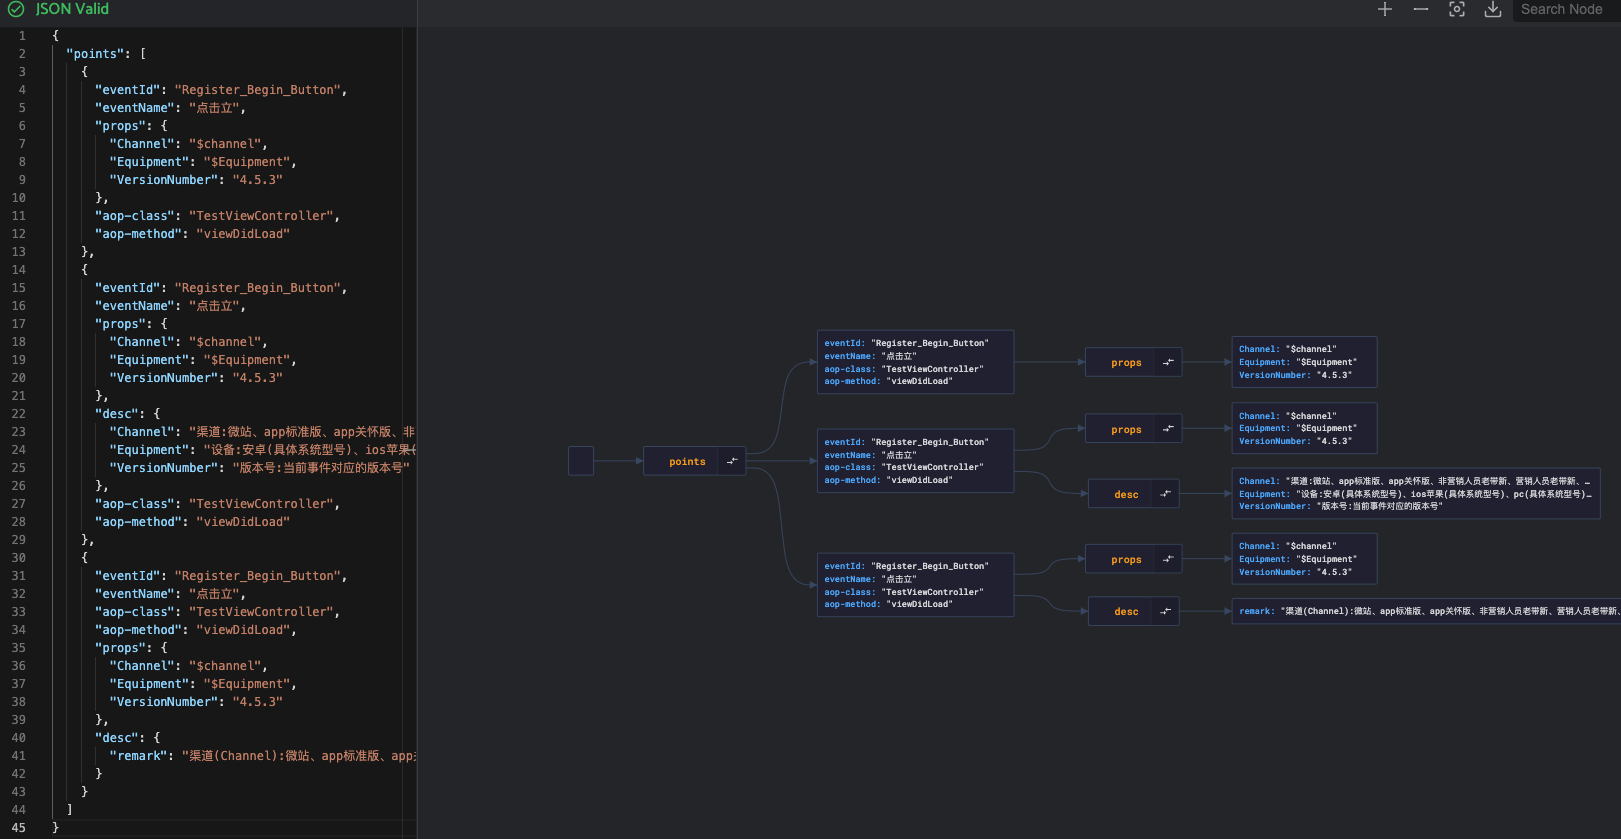 JSON Valid
Search Node
1 {
2 "points": [
3 {
4 "eventId": "Register_Begin_Button",
5 "eventName": "点击立",
6 "props": {
7 "Channel": "$channel",
8 "Equipment": "$Equipment",
9 "VersionNumber": "4.5.3"
10 },
11 "aop-class": "TestViewController",
12 "aop-method": "viewDidLoad"
13 },
14 {
15 "eventId": "Register_Begin_Button",
16 "eventName": "点击立",
17 "props": {
18 "Channel": "$channel",
19 "Equipment": "$Equipment",
20 "VersionNumber": "4.5.3"
21 },
22 "desc": {
23 "Channel": "渠道:微站、app标准版、app关怀版、非
24 "Equipment": "设备:安卓(具体系统型号)、ios苹果(
25 "VersionNumber": "版本号:当前事件对应的版本号"
26 },
27 "aop-class": "TestViewController",
28 "aop-method": "viewDidLoad"
29 },
30 {
31 "eventId": "Register_Begin_Button",
32 "eventName": "点击立",
33 "aop-class": "TestViewController",
34 "aop-method": "viewDidLoad",
35 "props": {
36 "Channel": "$channel",
37 "Equipment": "$Equipment",
38 "VersionNumber": "4.5.3"
39 },
40 "desc": {
41 "remark": "渠道(Channel):微站、app标准版、app
42 }
43 }
44 ]
45 }
points
eventId: "Register_Begin_Button"
eventName: "点击立"
aop-class: "TestViewController"
aop-method: "viewDidLoad"
props
Channel: "$channel"
Equipment: "$Equipment"
VersionNumber: "4.5.3"
eventId: "Register_Begin_Button"
eventName: "点击立"
aop-class: "TestViewController"
aop-method: "viewDidLoad"
props
Channel: "$channel"
Equipment: "$Equipment"
VersionNumber: "4.5.3"
desc
Channel: "渠道:微站、app标准版、app关怀版、非营销人员老带新、营销人员老带新、…
Equipment: "设备:安卓(具体系统型号)、ios苹果(具体系统型号)、pc(具体系统型号)…
VersionNumber: "版本号:当前事件对应的版本号"
eventId: "Register_Begin_Button"
eventName: "点击立"
aop-class: "TestViewController"
aop-method: "viewDidLoad"
props
Channel: "$channel"
Equipment: "$Equipment"
VersionNumber: "4.5.3"
desc
remark: "渠道(Channel):微站、app标准版、app关怀版、非营销人员老带新、营销人员老带新、